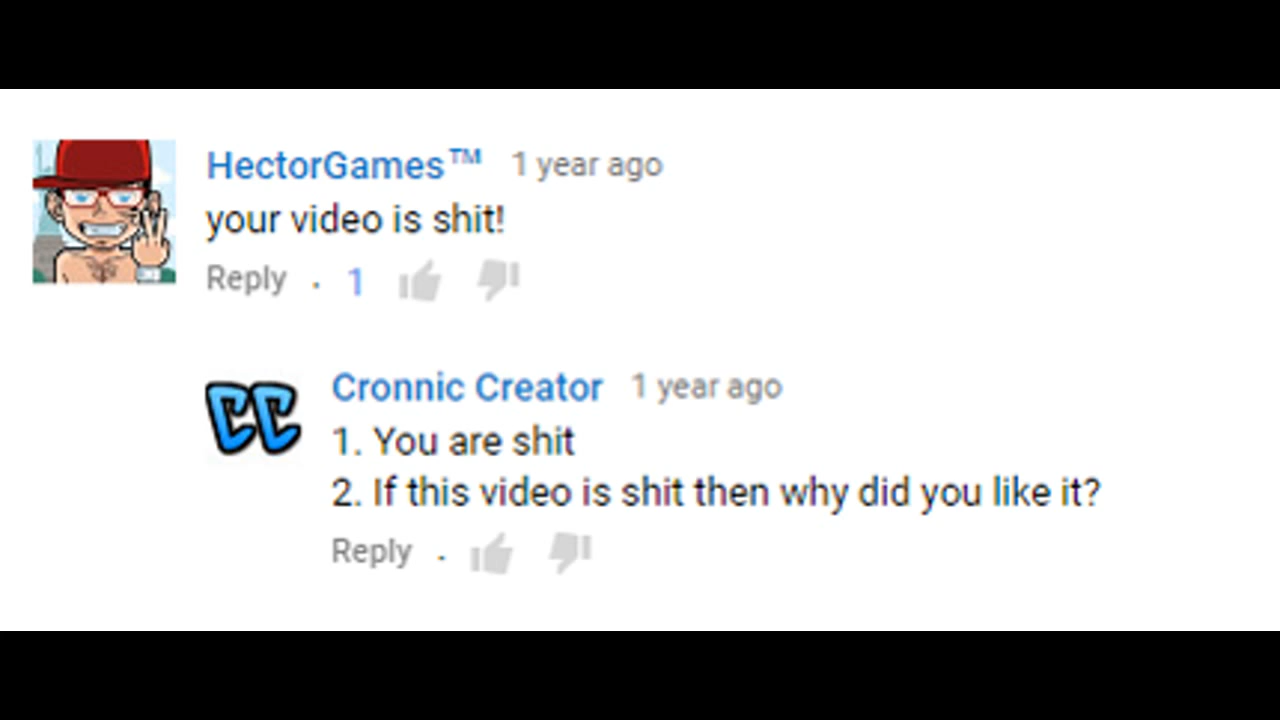 HectorGames™ 1 year ago
your video is shit!
Reply . 1
CC Cronnic Creator 1 year ago
1. You are shit
2. If this video is shit then why did you like it?
Reply .